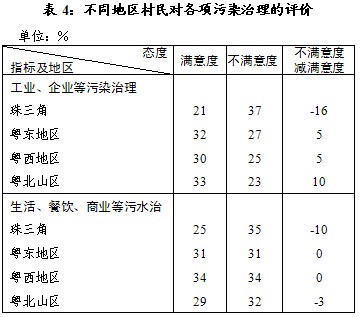 表 4：不同地区村民对各项污染治理的评价
单位：%
态度 满意度 不满意度 不满意度减满意度
指标及地区
工业、企业等污染治理
珠三角 21 37 -16
粤东地区 32 27 5
粤西地区 30 25 5
粤北山区 33 23 10
生活、餐饮、商业等污水治
珠三角 25 35 -10
粤东地区 31 31 0
粤西地区 34 34 0
粤北山区 29 32 -3